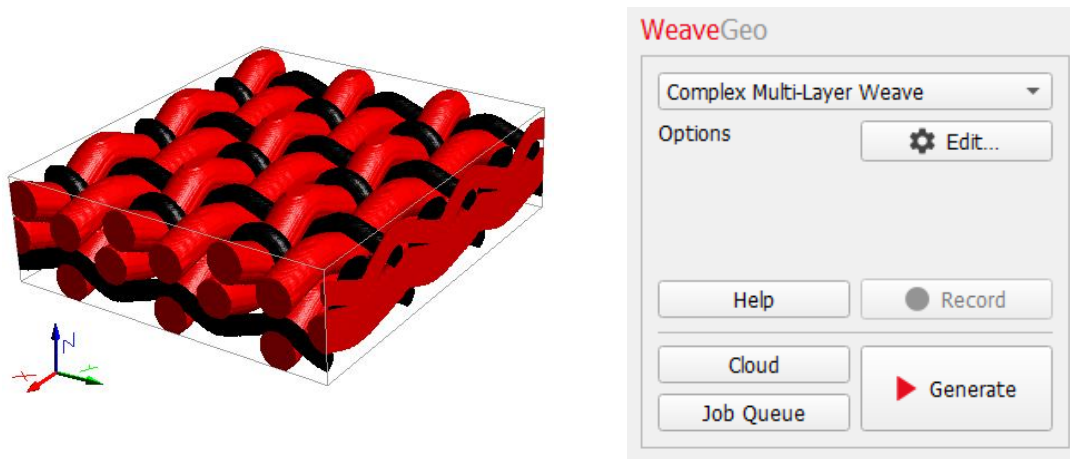 WeaveGeo
Complex Multi-Layer Weave
Options
Edit...
Help
Record
Cloud
Generate
Job Queue
X
Y
Z